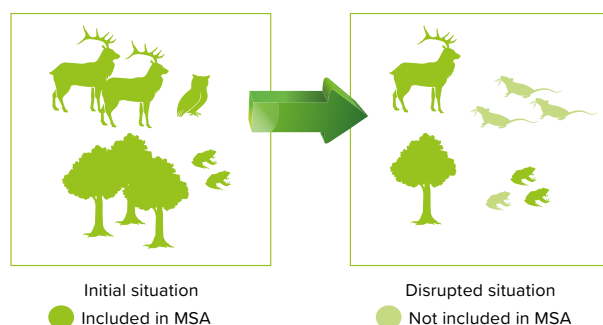 Initial situation
Included in MSA
Disrupted situation
Not included in MSA